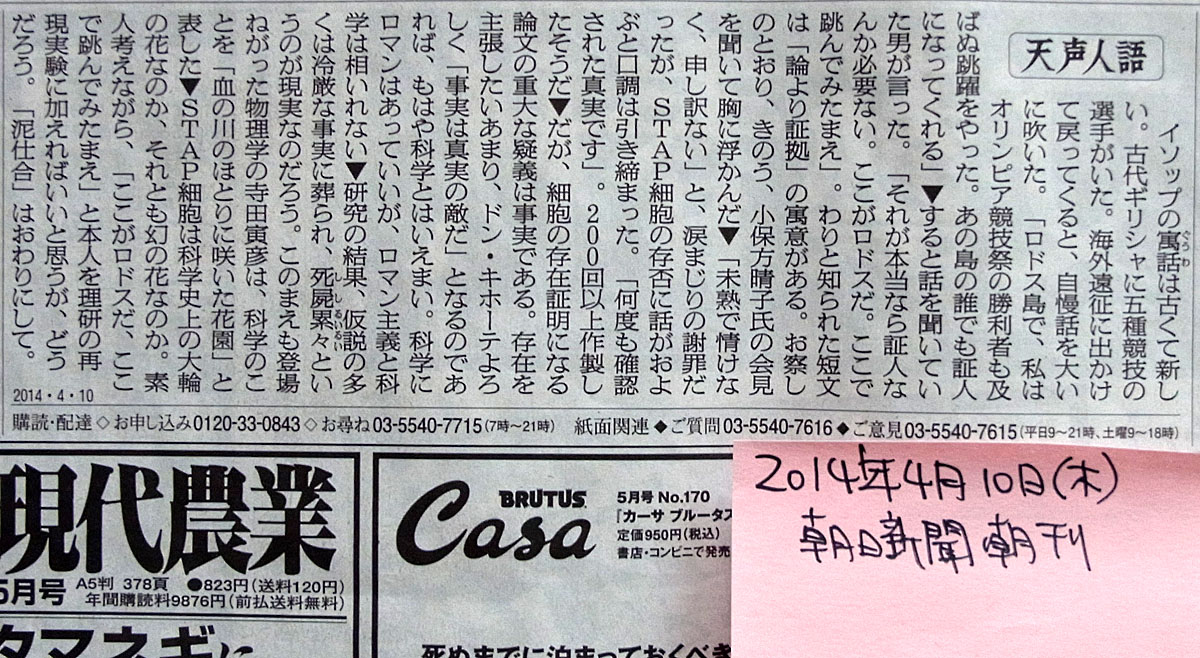 天声人語
イソップの寓話は古くて新し
ぐうわ
い。古代ギリシャに五種競技の
選手がいた。海外遠征に出かけ
て戻ってくると、自慢話を大い
に吹いた。「ロドス島で、私は
オリンピア競技祭の勝利者も及
ばぬ跳躍をやった。あの島の誰でも証人
になってくれる」▼すると話を聞いてい
た男が言った。「それが本当なら証人な
んか必要ない。ここがロドスだ。ここで
跳んでみたまえ」。わりと知られた短文
は「論より証拠」の寓意がある。お察し
のとおり、きのう、小保方晴子氏の会見
を聞いて胸に浮かんだ▼「未熟で情けな
く、申し訳ない」と、涙まじりの謝罪だ
ったが、STAP細胞の存否に話がおよ
ぶと口調は引き締まった。「何度も確認
された真実です」。200回以上作製し
たそうだ▼だが、細胞の存在証明になる
論文の重大な疑義は事実である。存在を
主張したいあまり、ドン・キホーテよろ
しく「事実は真実の敵だ」となるのであ
れば、もはや科学とはいえまい。科学に
ロマンはあっていいが、ロマン主義と科
学は相いれない▼研究の結果、仮説の多
くは冷厳な事実に葬られ、死屍累々とい
しるいるい
うのが現実なのだろう。このまえも登場
ねがった物理学の寺田寅彦は、科学のこ
とを「血の川のほとりに咲いた花園」と
表した▼STAP細胞は科学史上の大輪
の花なのか、それとも幻の花なのか。素
人考えながら、「ここがロドスだ、ここ
で跳んでみたまえ」と本人を理研の再
現実験に加えればいいと思うが、どう
だろう。「泥仕合」はおわりにして。
2014・4・10
購読・配達◇お申し込み0120-33-0843◇お尋ね03-5540-7715(7時〜21時) 紙面関連◆ご質問03-5540-7616◆ご意見03-5540-7615(平日9〜21時、土曜9〜18時)
現代農業
5月号 A5判 378頁 ●823円(送料120円)
年間購読料9876円(前払送料無料)
タマネギに
BRUTUS
Casa
5月号 No.170
「カーサ ブルータス
定価950円(税込)
書店・コンビニで発売
死ぬまでに泊まっておくべき
2014年4月10日(木)
朝日新聞朝刊